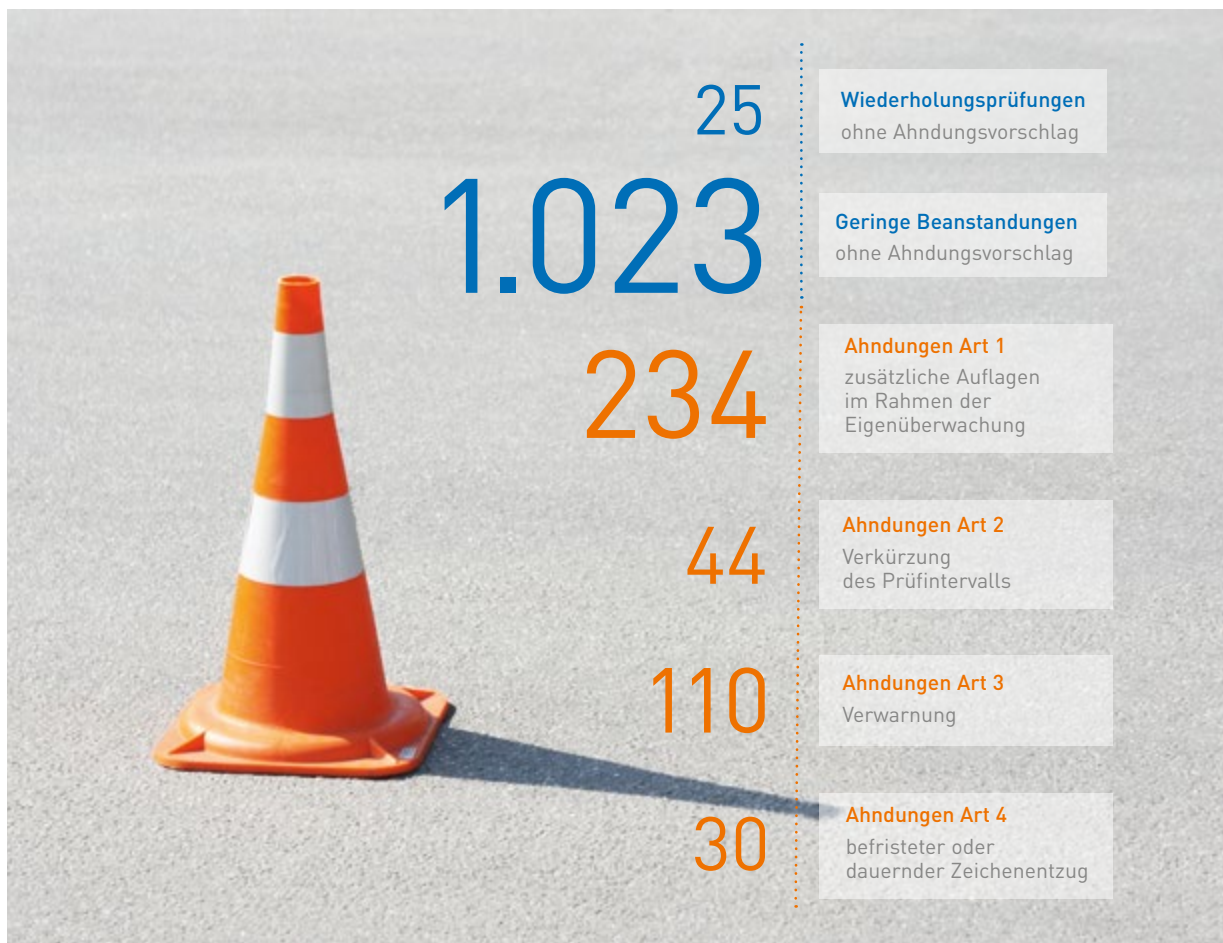 25
Wiederholungsprüfungen
ohne Ahndungsvorschlag
1.023
Geringe Beanstandungen
ohne Ahndungsvorschlag
234
Ahndungen Art 1
zusätzliche Auflagen
im Rahmen der
Eigenüberwachung
44
Ahndungen Art 2
Verkürzung
des Prüfintervalls
110
Ahndungen Art 3
Verwarnung
30
Ahndungen Art 4
befristeter oder
dauernder Zeichenentzug